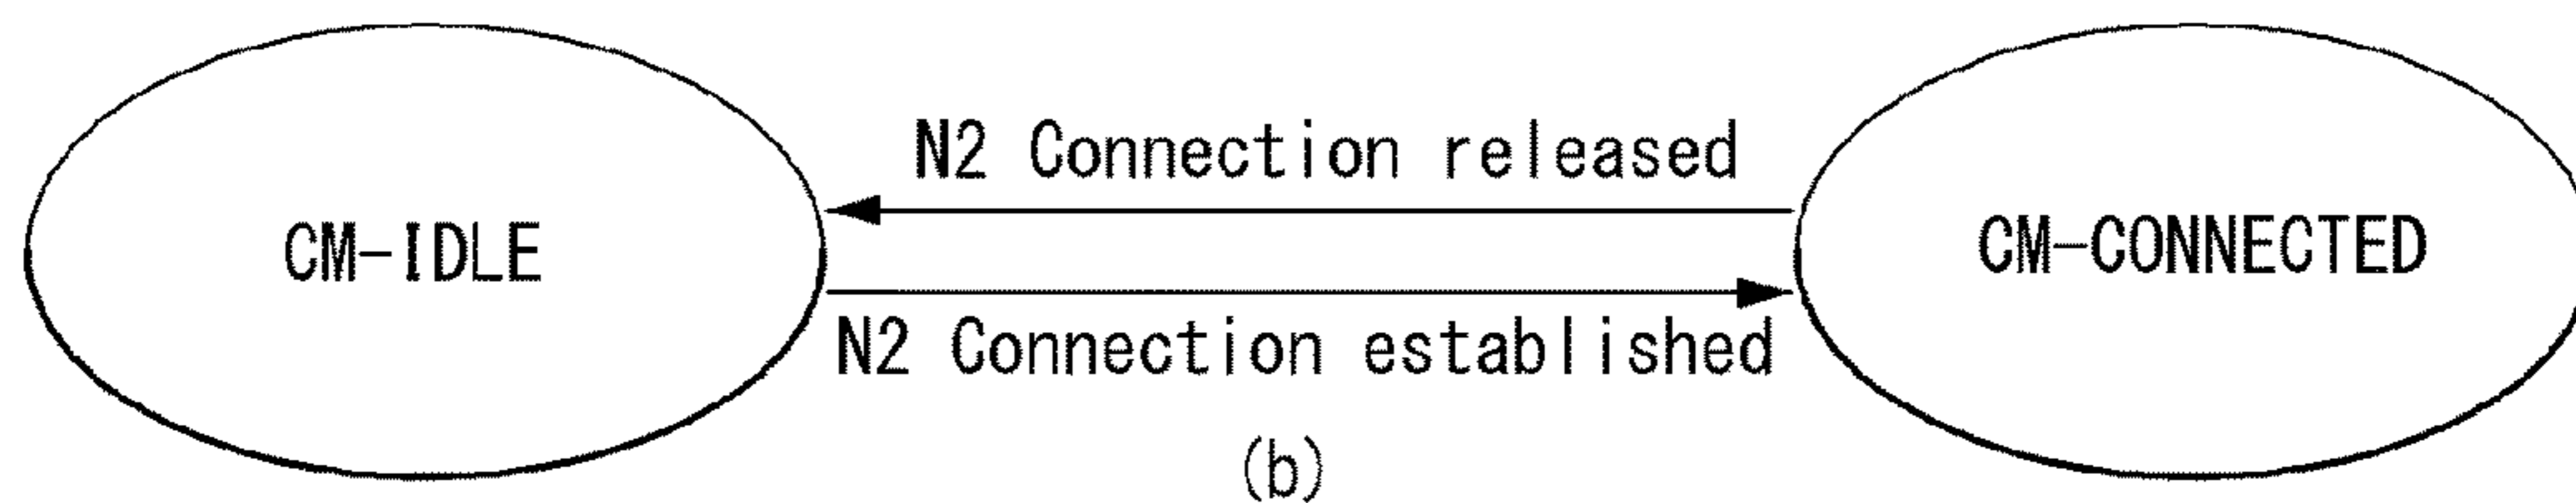 N2 Connection released
CM-IDLE
CM-CONNECTED
N2 Connection established
(b)